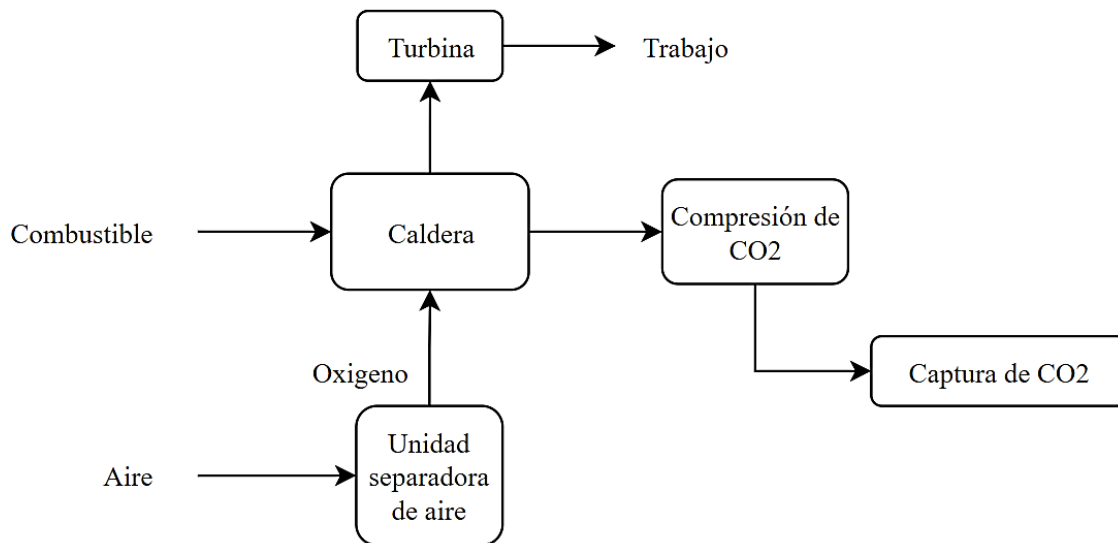 Turbina
Trabajo
Combustible
Caldera
Compresión de
CO2
Oxigeno
Captura de CO2
Aire
Unidad
separadora
de aire